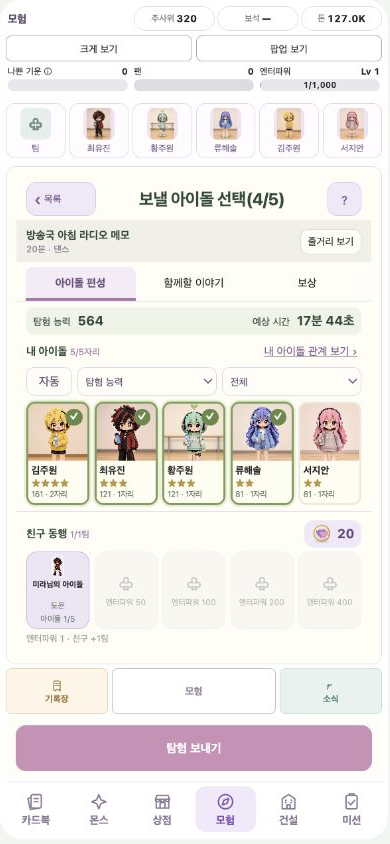 모험 주사위 320 보석 — 돈 127.0K
크게 보기 팝업 보기
나쁜 기운 ⓘ 0 팬 0 엔터파워 Lv 1
1/1,000
팀 최유진 황주원 류해솔 김주원 서지안
목록 보낼 아이돌 선택(4/5) ?
방송국 아침 라디오 메모
20분 · 댄스
줄거리 보기
아이돌 편성 함께할 이야기 보상
탐험 능력 564 예상 시간 17분 44초
내 아이돌 5/5자리 내 아이돌 관계 보기 ›
자동 탐험 능력 전체
김주원 최유진 황주원 류해솔 서지안
★★★★ ★★★ ★★★ ★★ ★★
161 · 2자리 121 · 1자리 121 · 1자리 81 · 1자리 81 · 1자리
친구 동행 1/1팀 20
미라님의 아이돌
도은
아이돌 1/5
엔터파워 50 엔터파워 100 엔터파워 200 엔터파워 400
엔터파워 1 · 친구 +1팀
기록장 모험 소식
탐험 보내기
카드북 온스 상점 모험 건설 미션